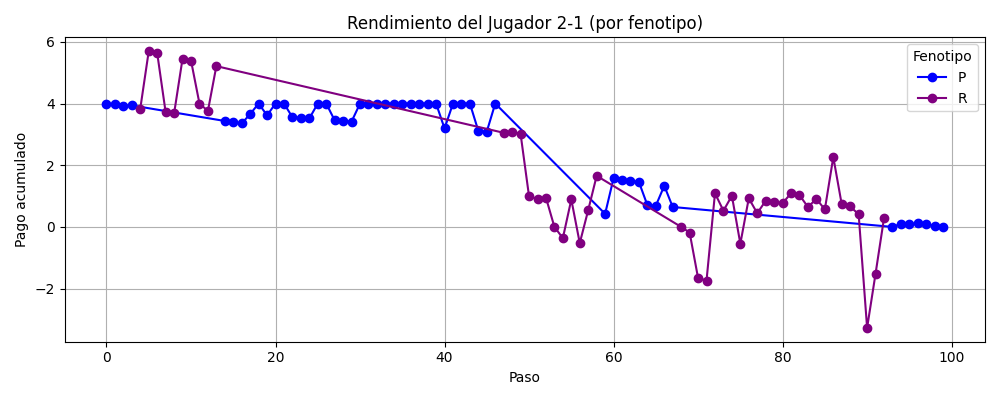 Rendimiento del Jugador 2-1 (por fenotipo)
Pago acumulado
6
4
2
0
−2
Fenotipo
P
R
0
20
40
60
80
100
Paso